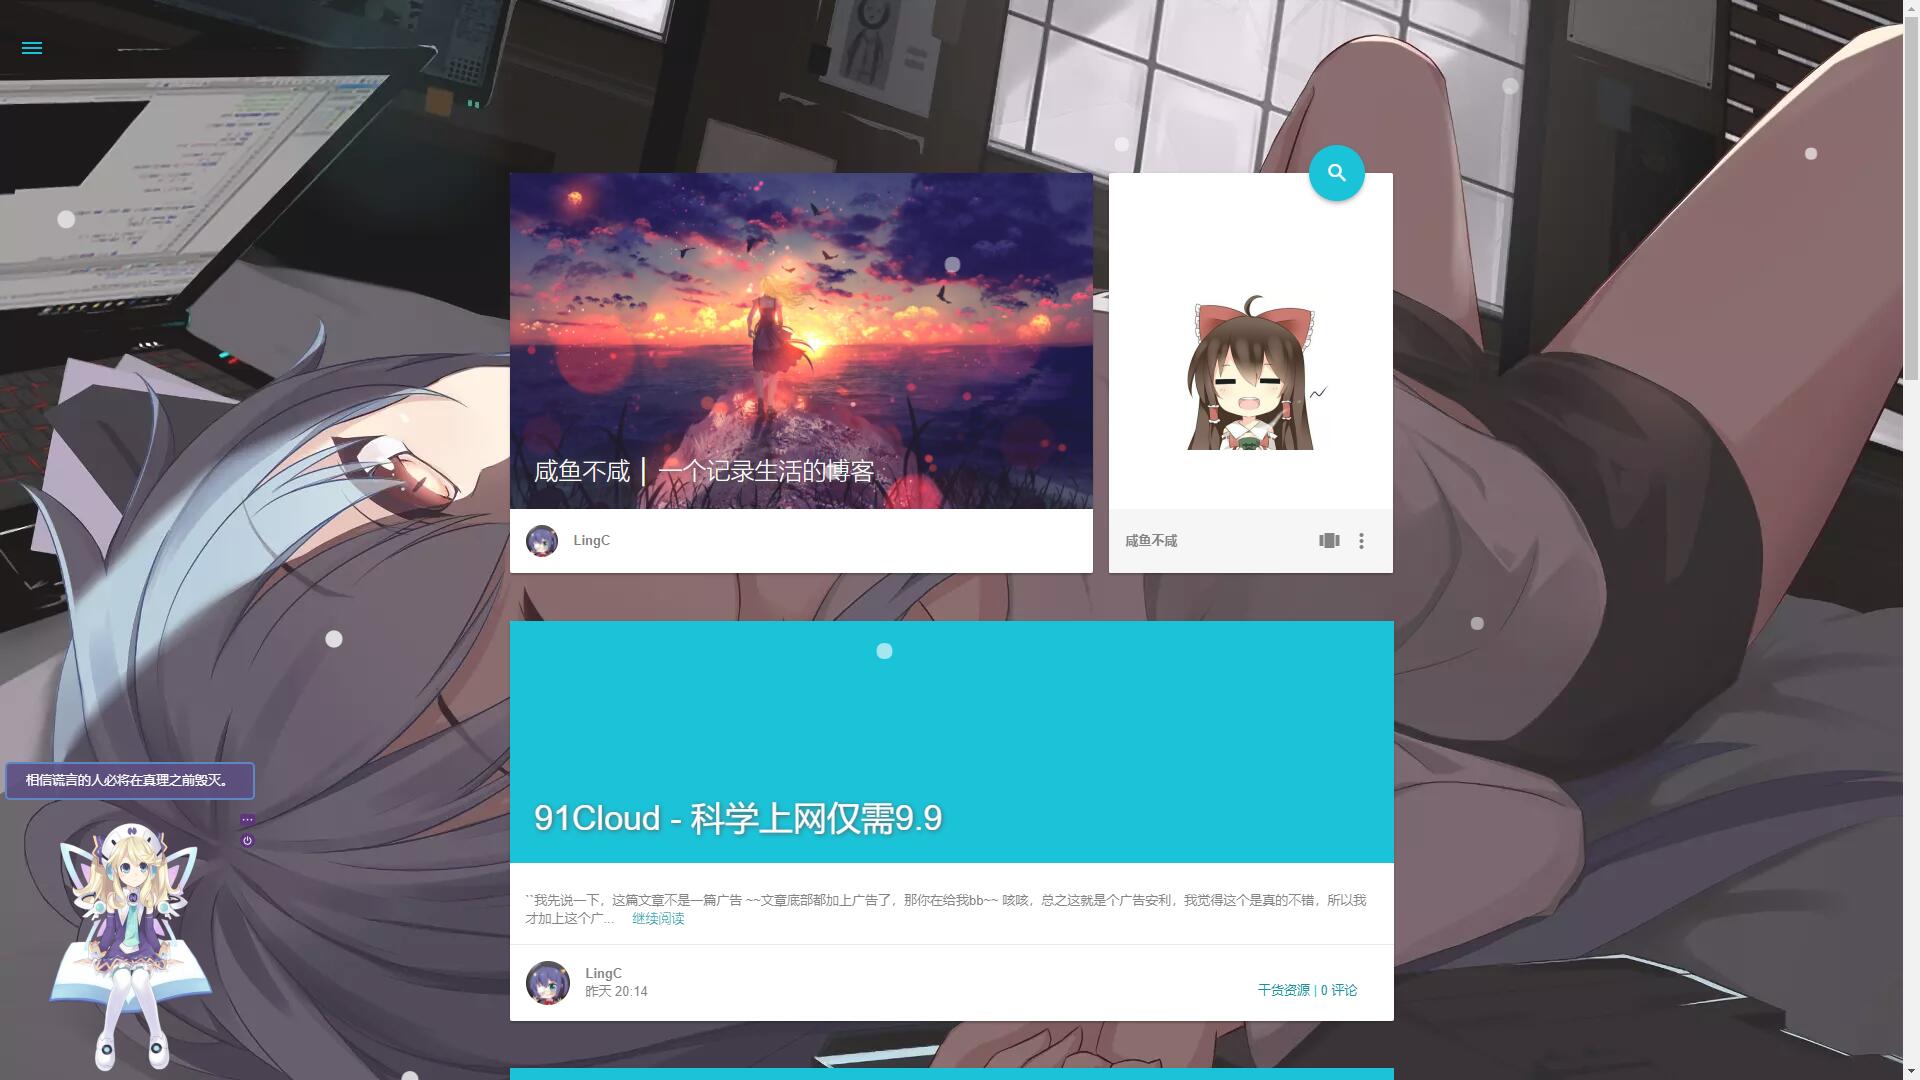 咸鱼不咸 | 一个记录生活的博客
LingC
咸鱼不咸
91Cloud - 科学上网仅需9.9
``我先说一下，这篇文章不是一篇广告 ~~文章底部都加上广告了，那你在给我bb~~ 咳咳，总之这就是个广告安利，我觉得这个是真的不错，所以我
才加上这个广... 继续阅读
LingC
昨天 20:14
干货资源 | 0 评论
相信谎言的人必将在真理之前毁灭。